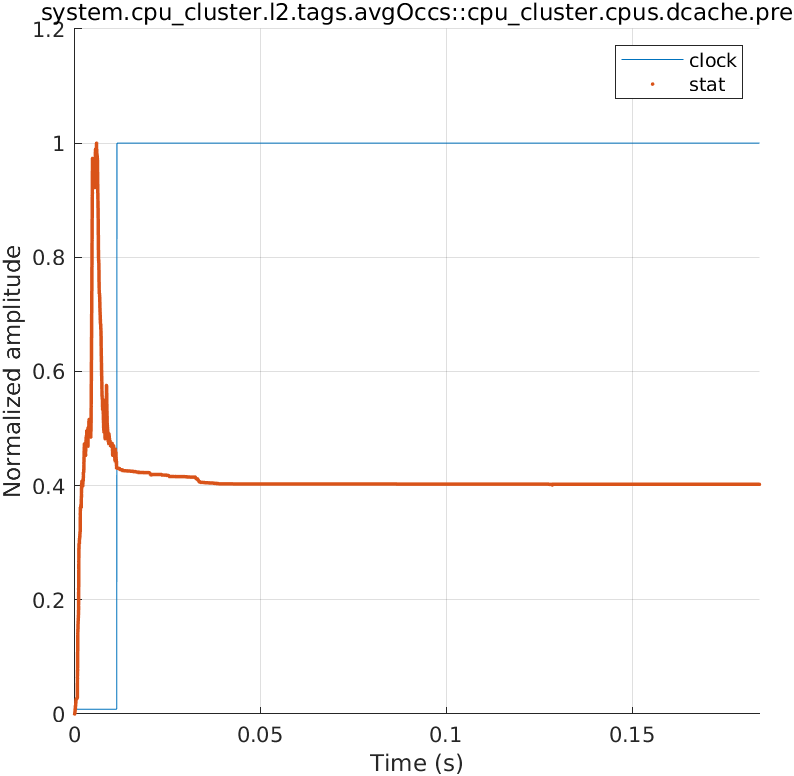 system.cpu_cluster.l2.tags.avgOccs::cpu_cluster.cpus.dcache.pre
1.2
clock
stat
1
0.8
0.6
0.4
0.2
0
Normalized amplitude
0
0.05
0.1
0.15
Time (s)